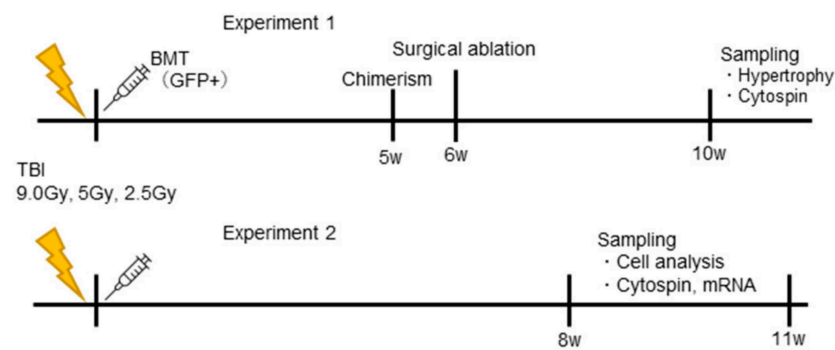 Experiment 1
BMT
（GFP+）
Chimerism
Surgical ablation
Sampling
・Hypertrophy
・Cytospin
5w
6w
10w
TBI
9.0Gy, 5Gy, 2.5Gy
Experiment 2
Sampling
・Cell analysis
・Cytospin, mRNA
8w
11w